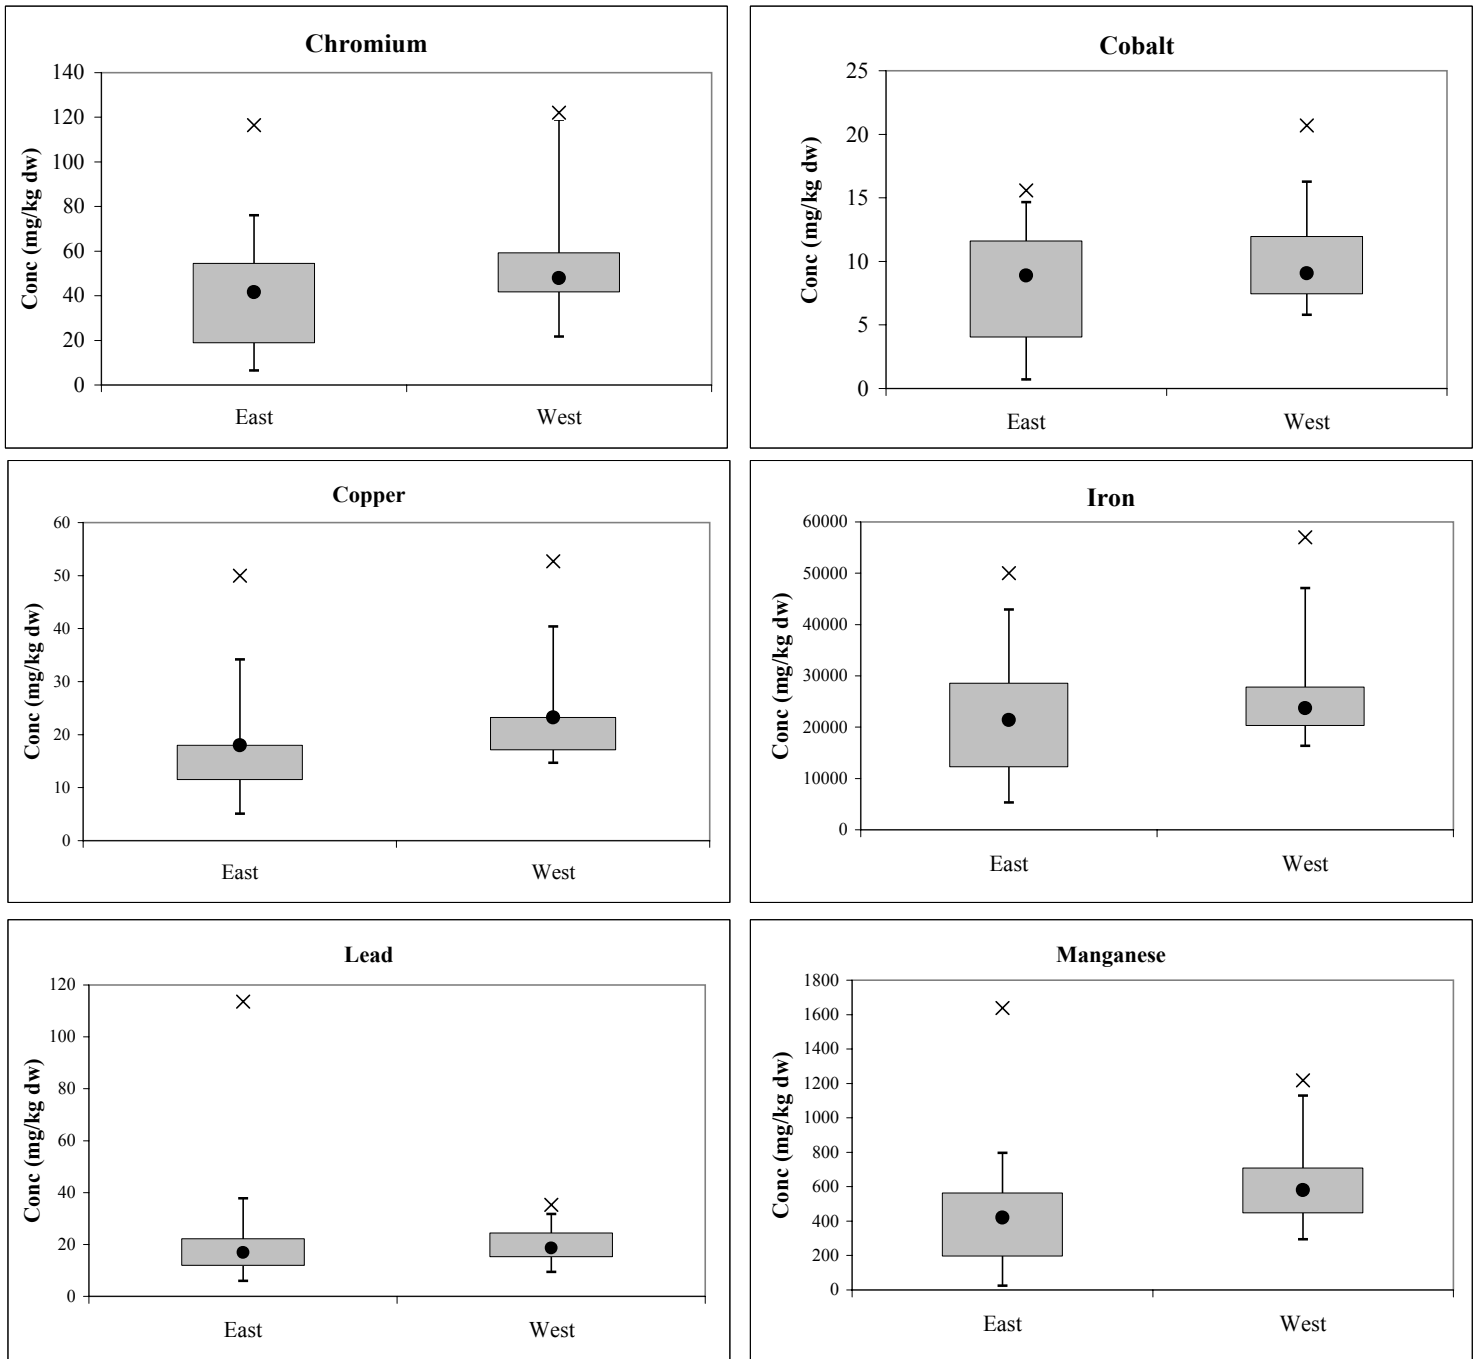 Chromium
Conc (mg/kg dw)
140
120
100
80
60
40
20
0
East West
Cobalt
Conc (mg/kg dw)
25
20
15
10
5
0
East West
Copper
Conc (mg/kg dw)
60
50
40
30
20
10
0
East West
Iron
Conc (mg/kg dw)
60000
50000
40000
30000
20000
10000
0
East West
Lead
Conc (mg/kg dw)
120
100
80
60
40
20
0
East West
Manganese
Conc (mg/kg dw)
1800
1600
1400
1200
1000
800
600
400
200
0
East West